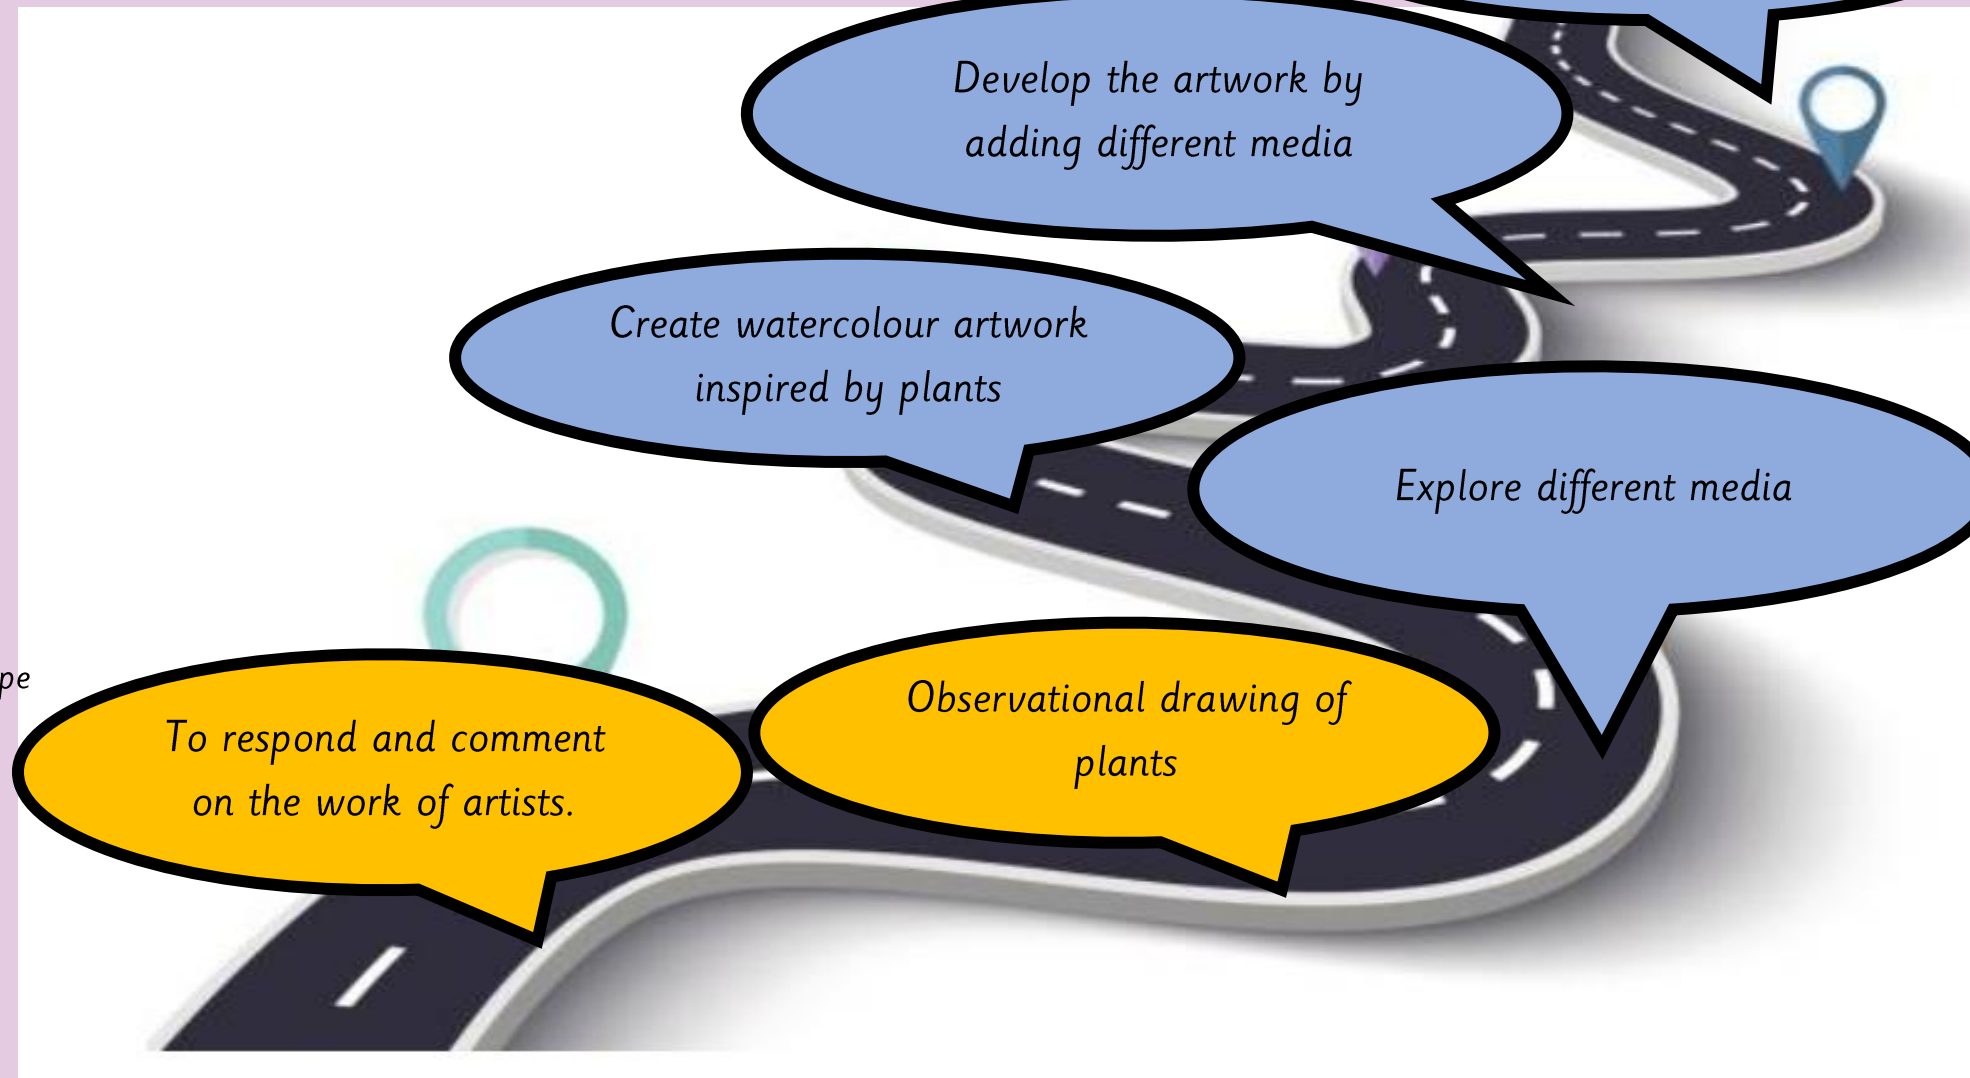 Develop the artwork by
adding different media
Create watercolour artwork
inspired by plants
Explore different media
Observational drawing of
plants
To respond and comment
on the work of artists.